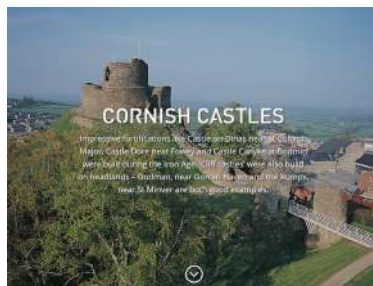 CORNISH CASTLES
Impressive fortifications like Castle an Dinas near St Columb
Major, Castle Dore near Fowey and Castle Canyke at Bodmin
were built during the Iron Age. 'Cliff castles' were also built
on headlands – Dodman, near Gorran Haven and the Rumps,
near St Minver are both good examples.